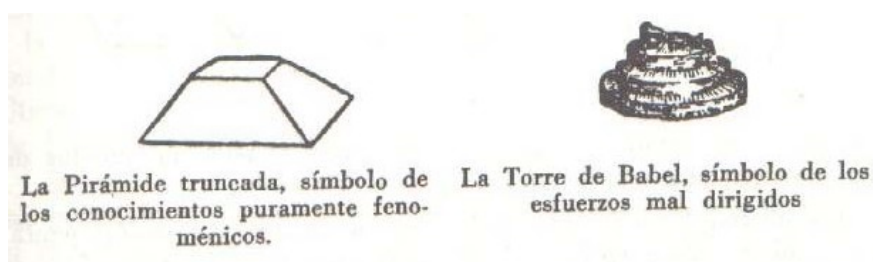 La Pirámide truncada, símbolo de
los conocimientos puramente feno-
ménicos.
La Torre de Babel, símbolo de los
esfuerzos mal dirigidos